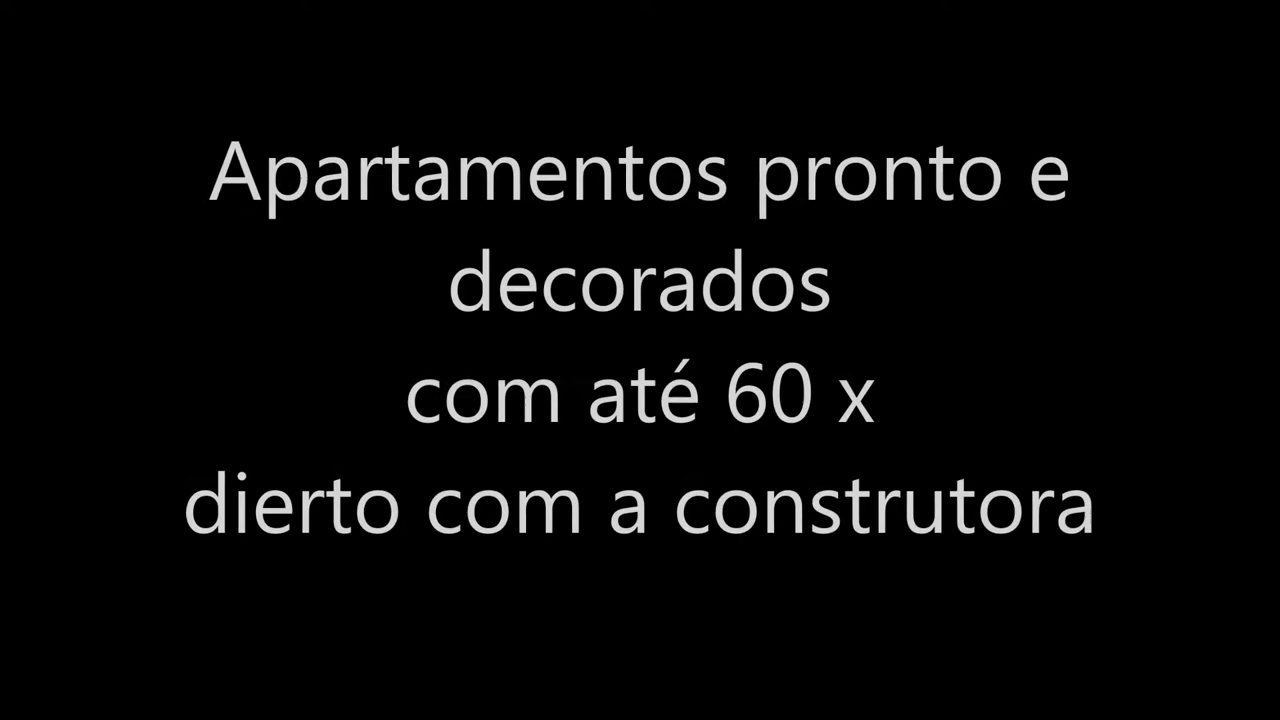 Apartamentos pronto e
decorados
com até 60 x
dierto com a construtora